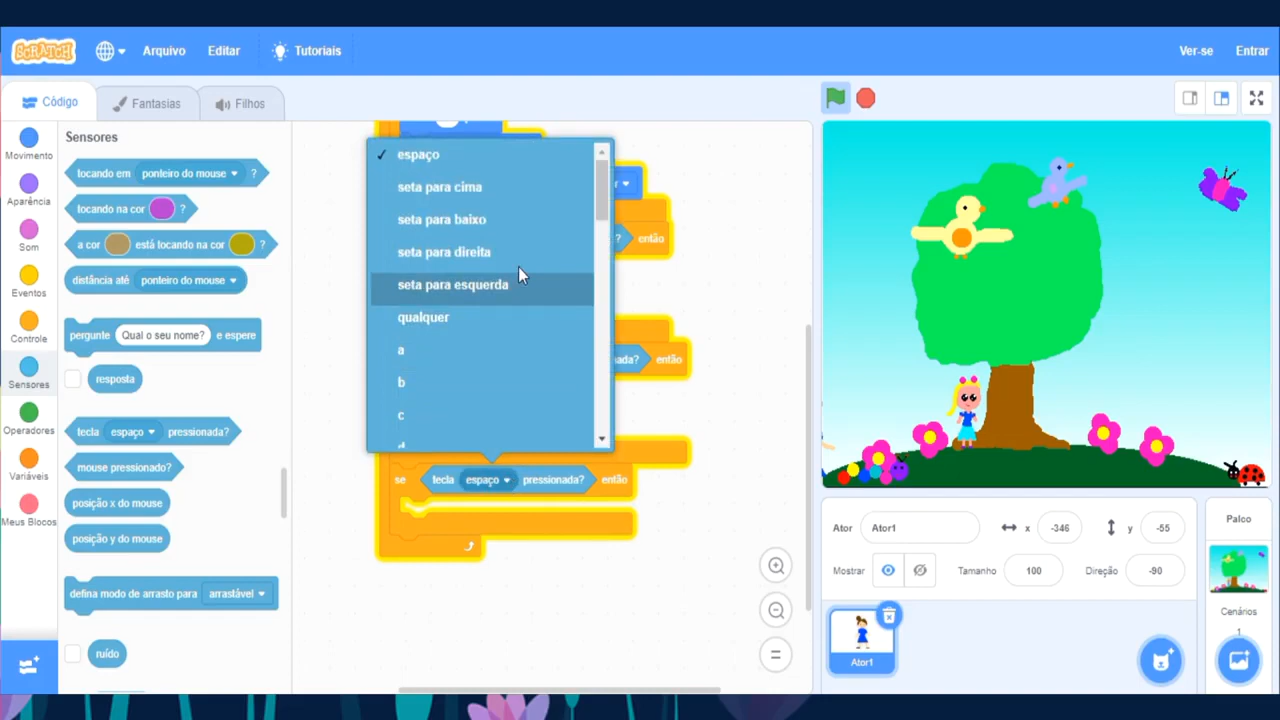 SCRATCH
Arquivo
Editar
Tutoriais
Ver-se
Entrar
Código
Fantasias
Filhos
Movimento
Aparência
Som
Eventos
Controle
Sensores
Operadores
Variáveis
Meus Blocos
Sensores
tocando em ponteiro do mouse ?
tocando na cor ?
a cor está tocando na cor ?
distância até ponteiro do mouse
pergunte Qual o seu nome? e espere
resposta
tecla espaço pressionada?
mouse pressionado?
posição x do mouse
posição y do mouse
defina modo de arrasto para arrastável
ruído
espaço
seta para cima
seta para baixo
seta para direita
seta para esquerda
qualquer
a
b
c
? então
então
se tecla espaço pressionada? então
Ator Ator1 x -346 y -55
Mostrar Tamanho 100 Direção -90
Ator1
Palco
Cenários
1